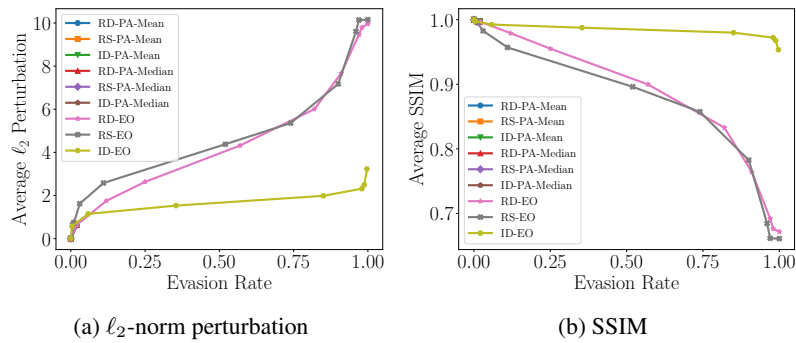 Average ℓ2 Perturbation
10
8
6
4
2
0
RD-PA-Mean
RS-PA-Mean
ID-PA-Mean
RD-PA-Median
RS-PA-Median
ID-PA-Median
RD-EO
RS-EO
ID-EO
0.00 0.25 0.50 0.75 1.00
Evasion Rate
(a) ℓ2-norm perturbation
Average SSIM
1.0
0.9
0.8
0.7
RD-PA-Mean
RS-PA-Mean
ID-PA-Mean
RD-PA-Median
RS-PA-Median
ID-PA-Median
RD-EO
RS-EO
ID-EO
0.00 0.25 0.50 0.75 1.00
Evasion Rate
(b) SSIM